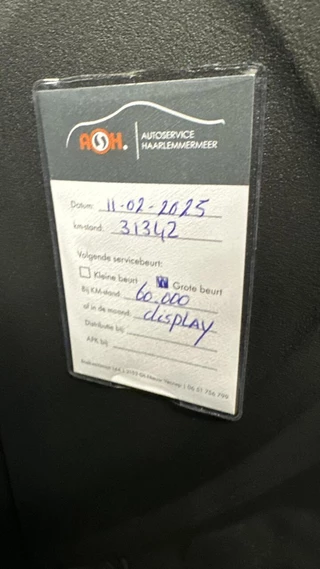 ASH.
AUTOSERVICE
HAARLEMMERMEER
Datum: 11-02-2025
km-stand: 31342
Volgende servicebeurt:
Kleine beurt Grote beurt
Bij KM-stand: 60.000
of in de maand: display
Distributie bij:
APK bij: